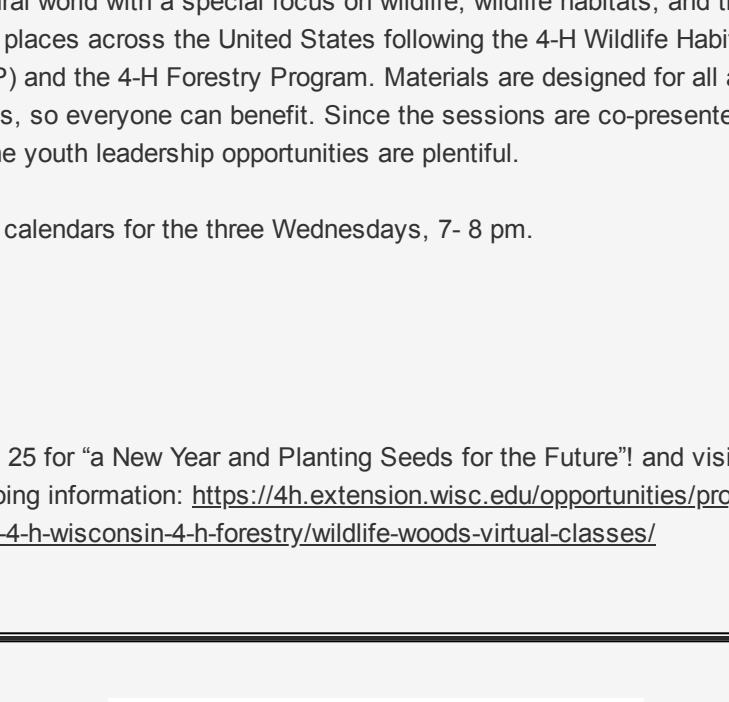 ural world with a special focus on wildlife, wildlife habitats, and t
places across the United States following the 4-H Wildlife Habi
P) and the 4-H Forestry Program. Materials are designed for all a
s, so everyone can benefit. Since the sessions are co-presente
e youth leadership opportunities are plentiful.
calendars for the three Wednesdays, 7- 8 pm.
25 for “a New Year and Planting Seeds for the Future”! and visi
oing information: https://4h.extension.wisc.edu/opportunities/pro
-4-h-wisconsin-4-h-forestry/wildlife-woods-virtual-classes/